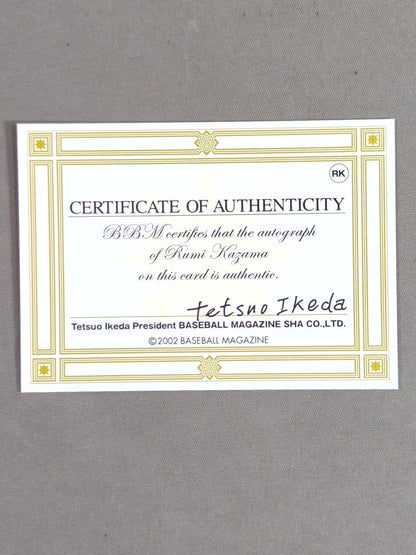 RK
CERTIFICATE OF AUTHENTICITY
BBM certifies that the autograph
of Rumi Kazama
on this card is authentic.
Tetsuo Ikeda
Tetsuo Ikeda President BASEBALL MAGAZINE SHA CO.,LTD.
©2002 BASEBALL MAGAZINE